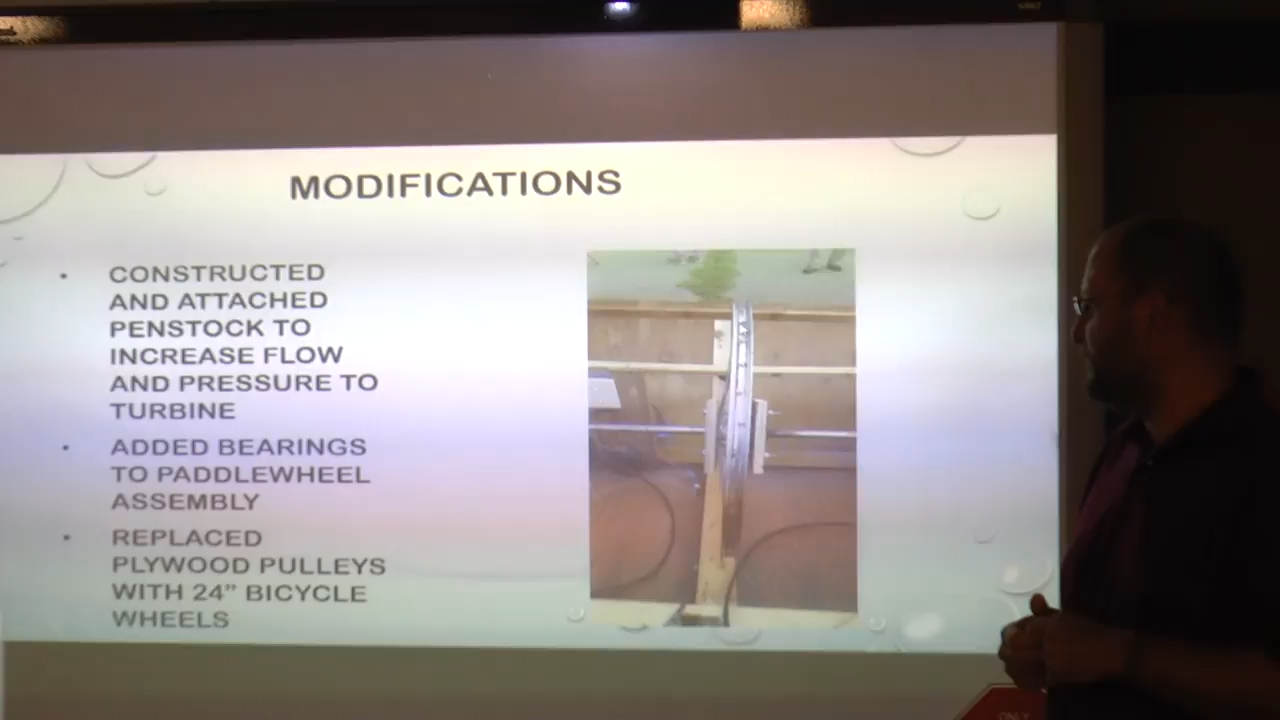 MODIFICATIONS
• CONSTRUCTED
AND ATTACHED
PENSTOCK TO
INCREASE FLOW
AND PRESSURE TO
TURBINE
• ADDED BEARINGS
TO PADDLEWHEEL
ASSEMBLY
• REPLACED
PLYWOOD PULLEYS
WITH 24” BICYCLE
WHEELS
ONLY